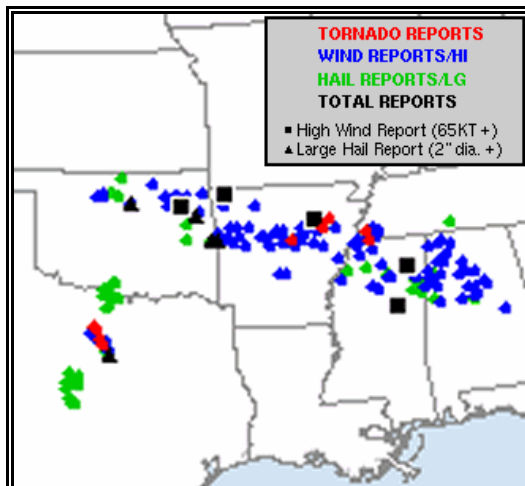 TORNADO REPORTS
WIND REPORTS/HI
HAIL REPORTS/LG
TOTAL REPORTS
High Wind Report (65KT +)
Large Hail Report (2" dia. +)